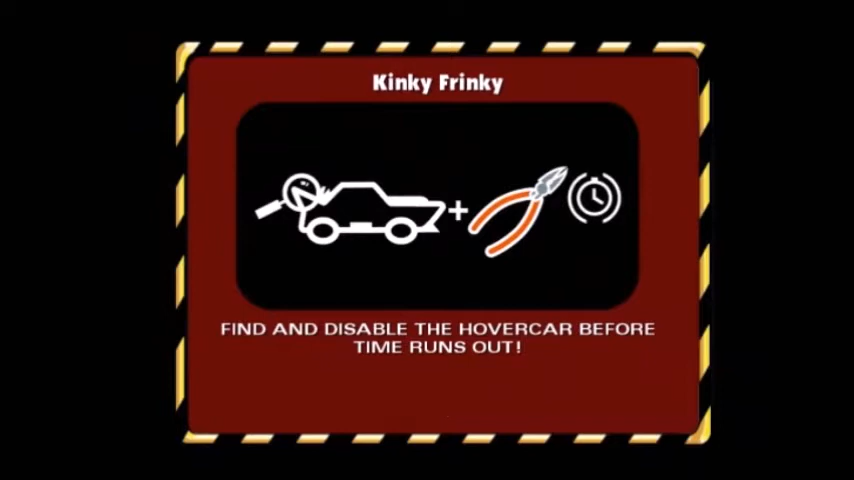 Kinky Frinky
+
FIND AND DISABLE THE HOVERCAR BEFORE
TIME RUNS OUT!